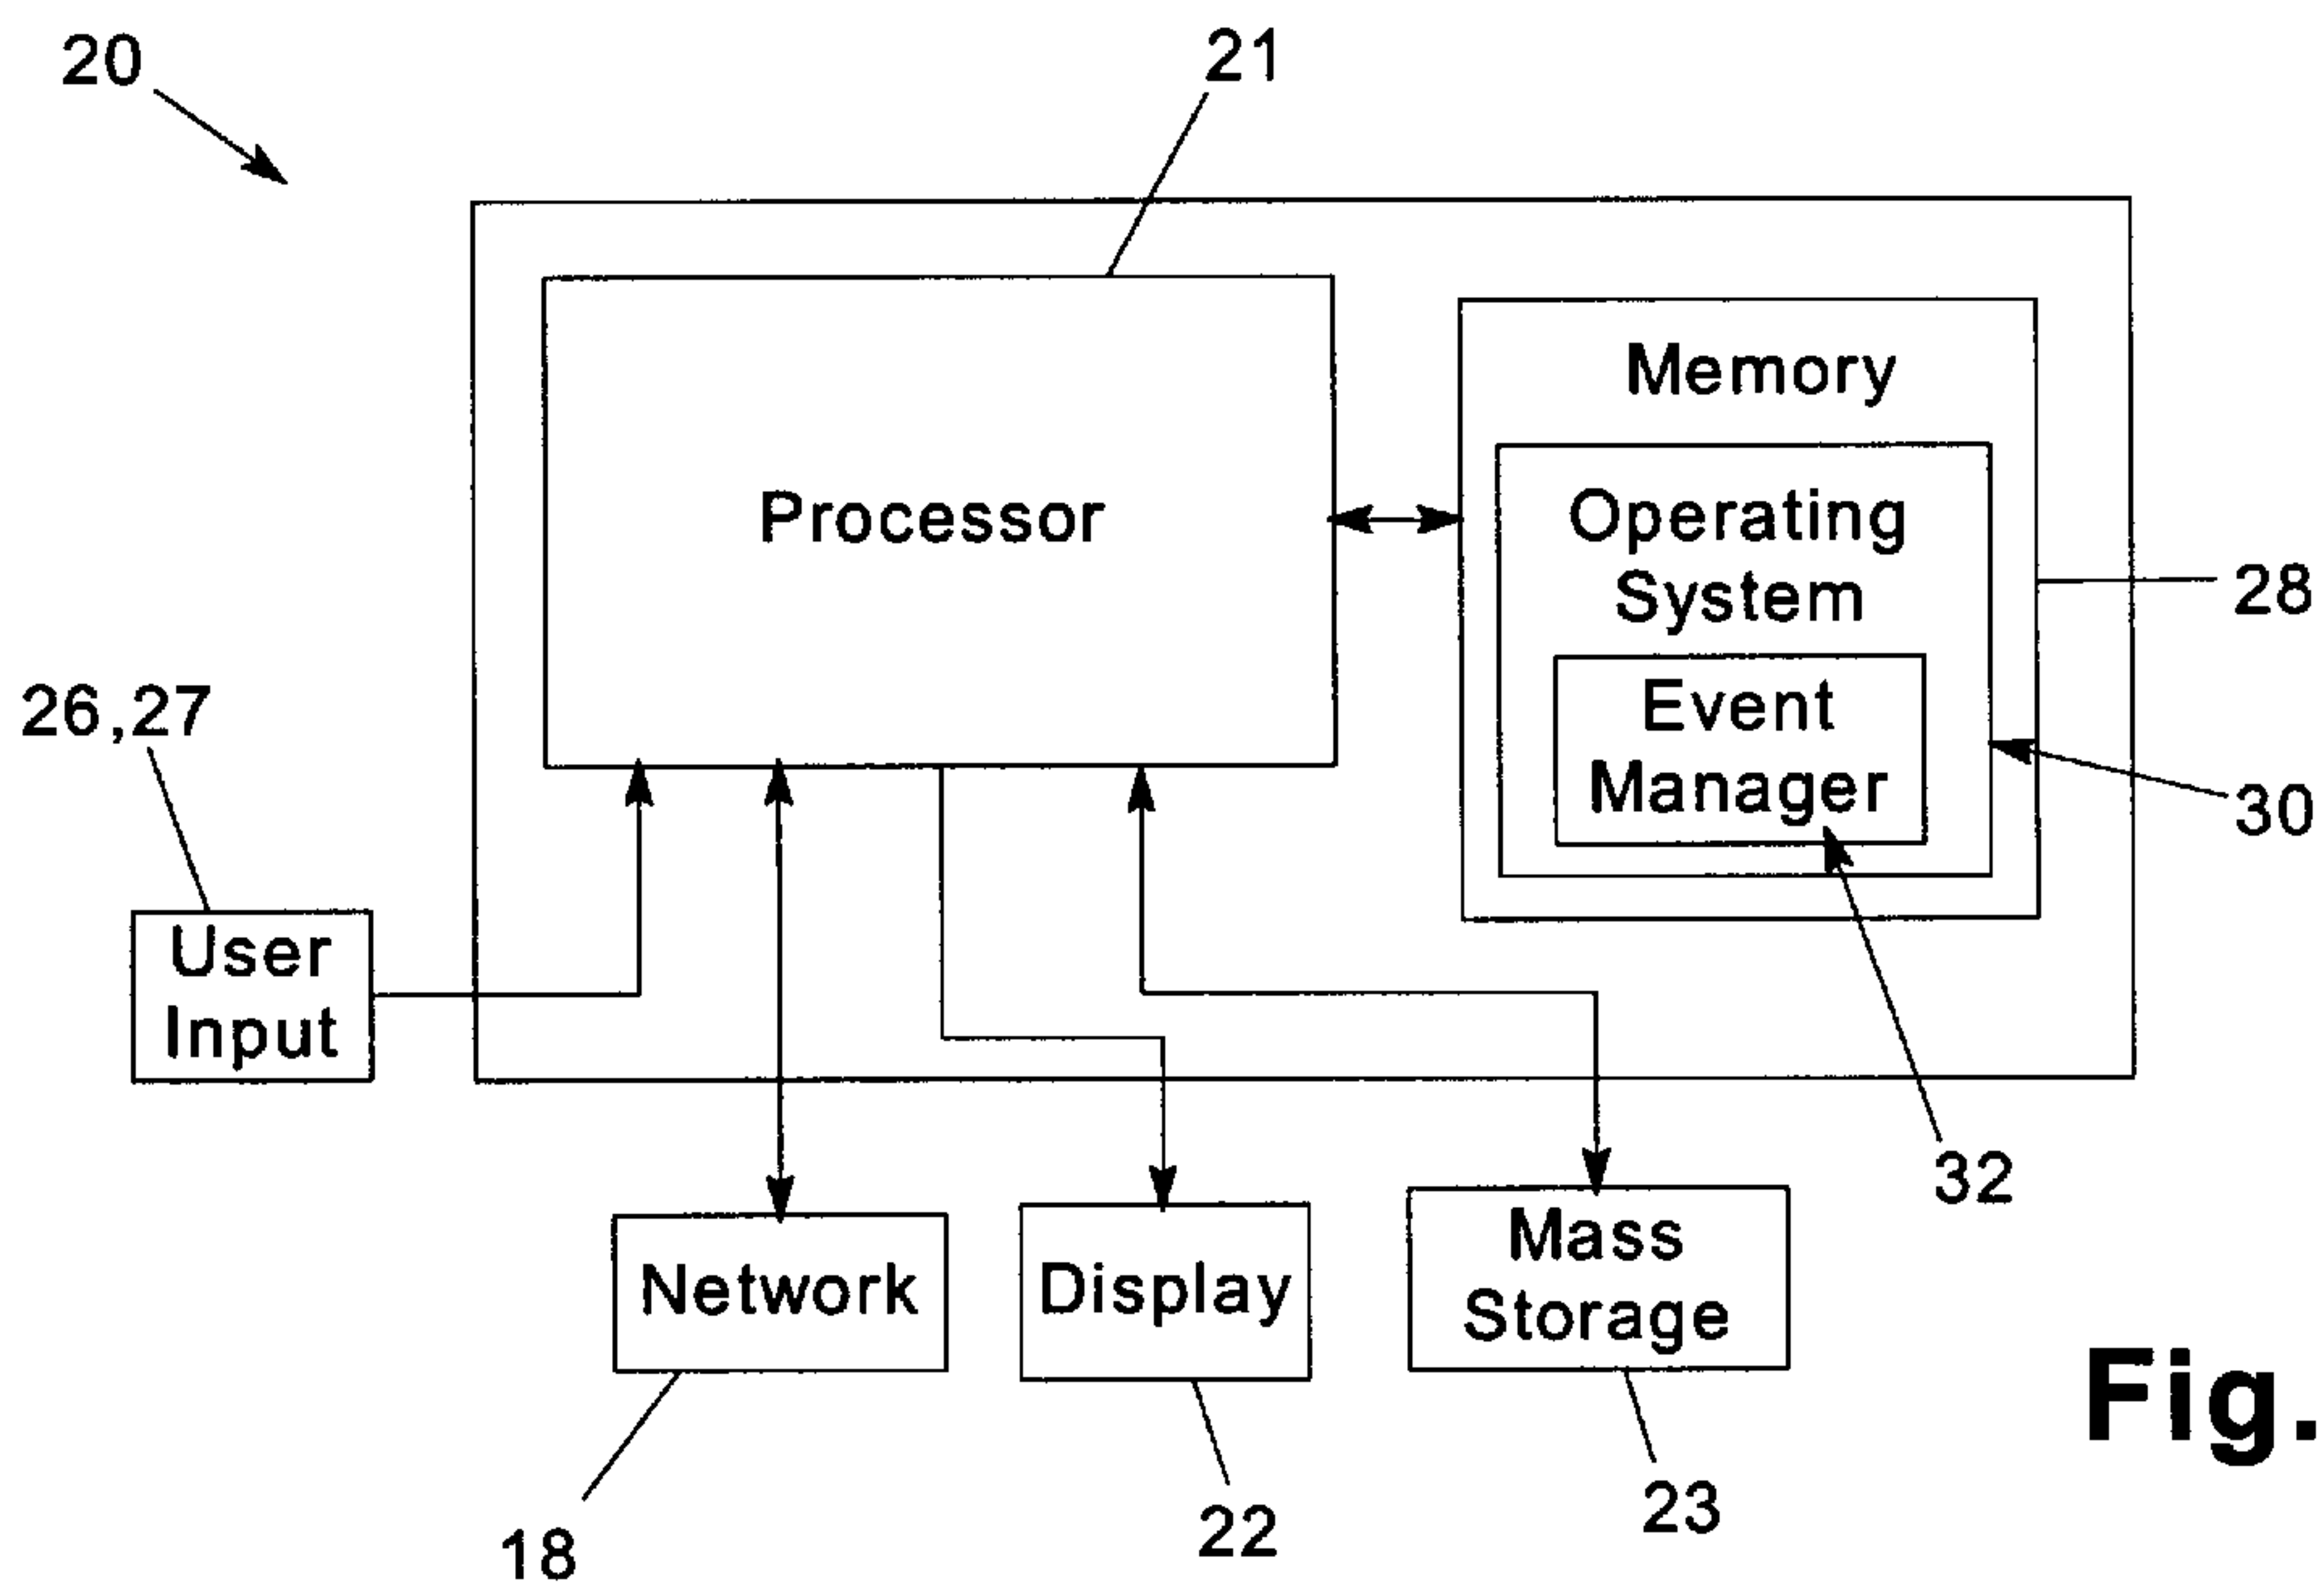 20
21
Processor
Memory
Operating
System
Event
Manager
28
30
26,27
User
Input
32
Network
Display
Mass
Storage
18
22
23
Fig.